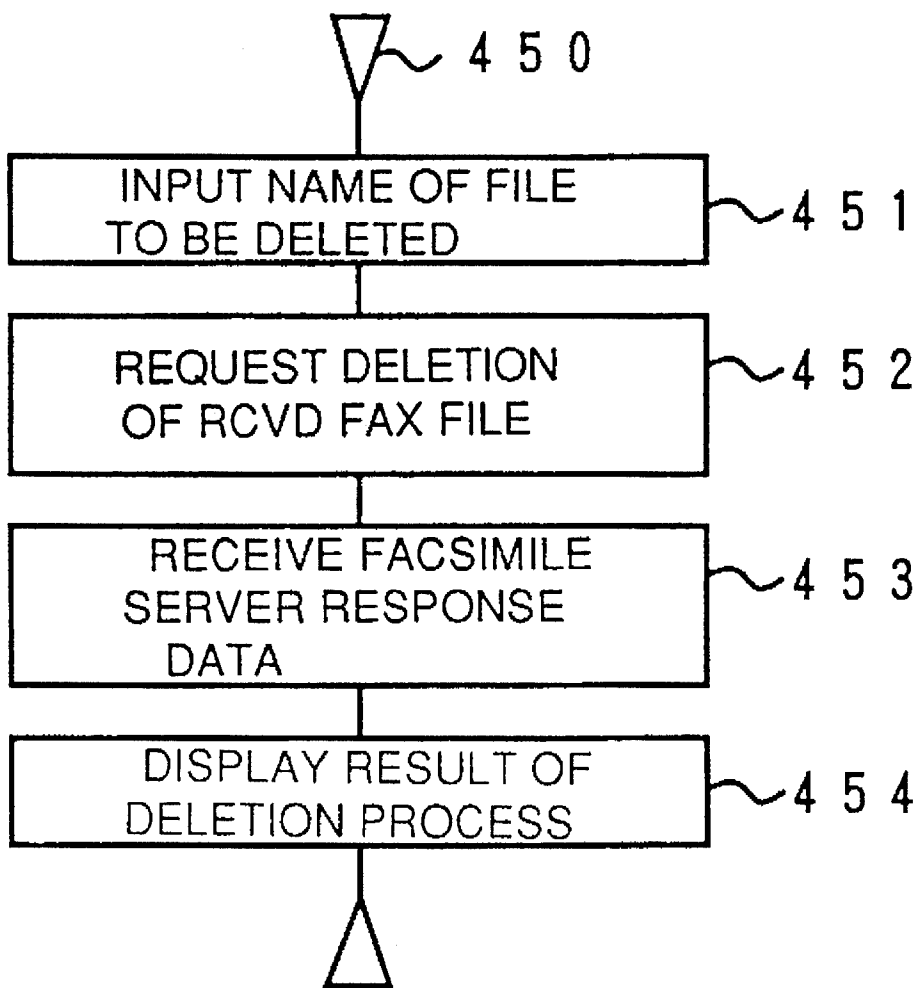 450
INPUT NAME OF FILE
TO BE DELETED
451
REQUEST DELETION
OF RCVD FAX FILE
452
RECEIVE FACSIMILE
SERVER RESPONSE
DATA
453
DISPLAY RESULT OF
DELETION PROCESS
454